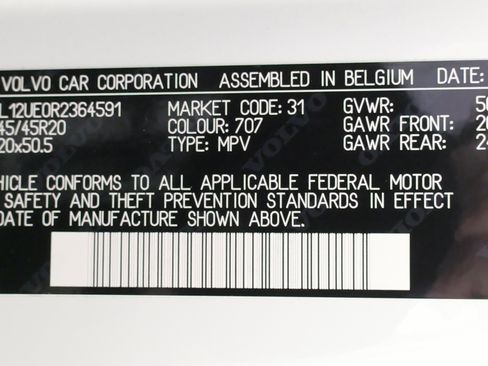 VOLVO CAR CORPORATION ASSEMBLED IN BELGIUM DATE:
L12UE0R2364591 MARKET CODE: 31 GVWR:
45/45R20 COLOUR: 707 GAWR FRONT: 
20x50.5 TYPE: MPV GAWR REAR:
HICLE CONFORMS TO ALL APPLICABLE FEDERAL MOTOR
SAFETY AND THEFT PREVENTION STANDARDS IN EFFECT
DATE OF MANUFACTURE SHOWN ABOVE.